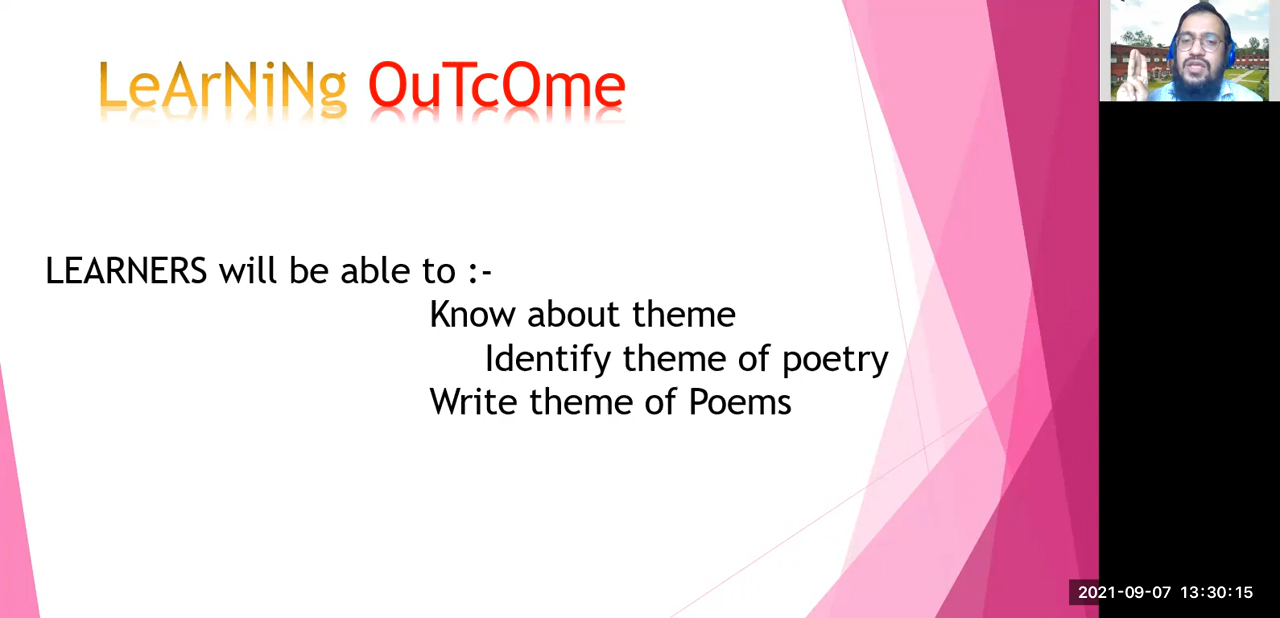 LeArNiNg OuTcOme
LEARNERS will be able to :-
Know about theme
Identify theme of poetry
Write theme of Poems
2021-09-07 13:30:15